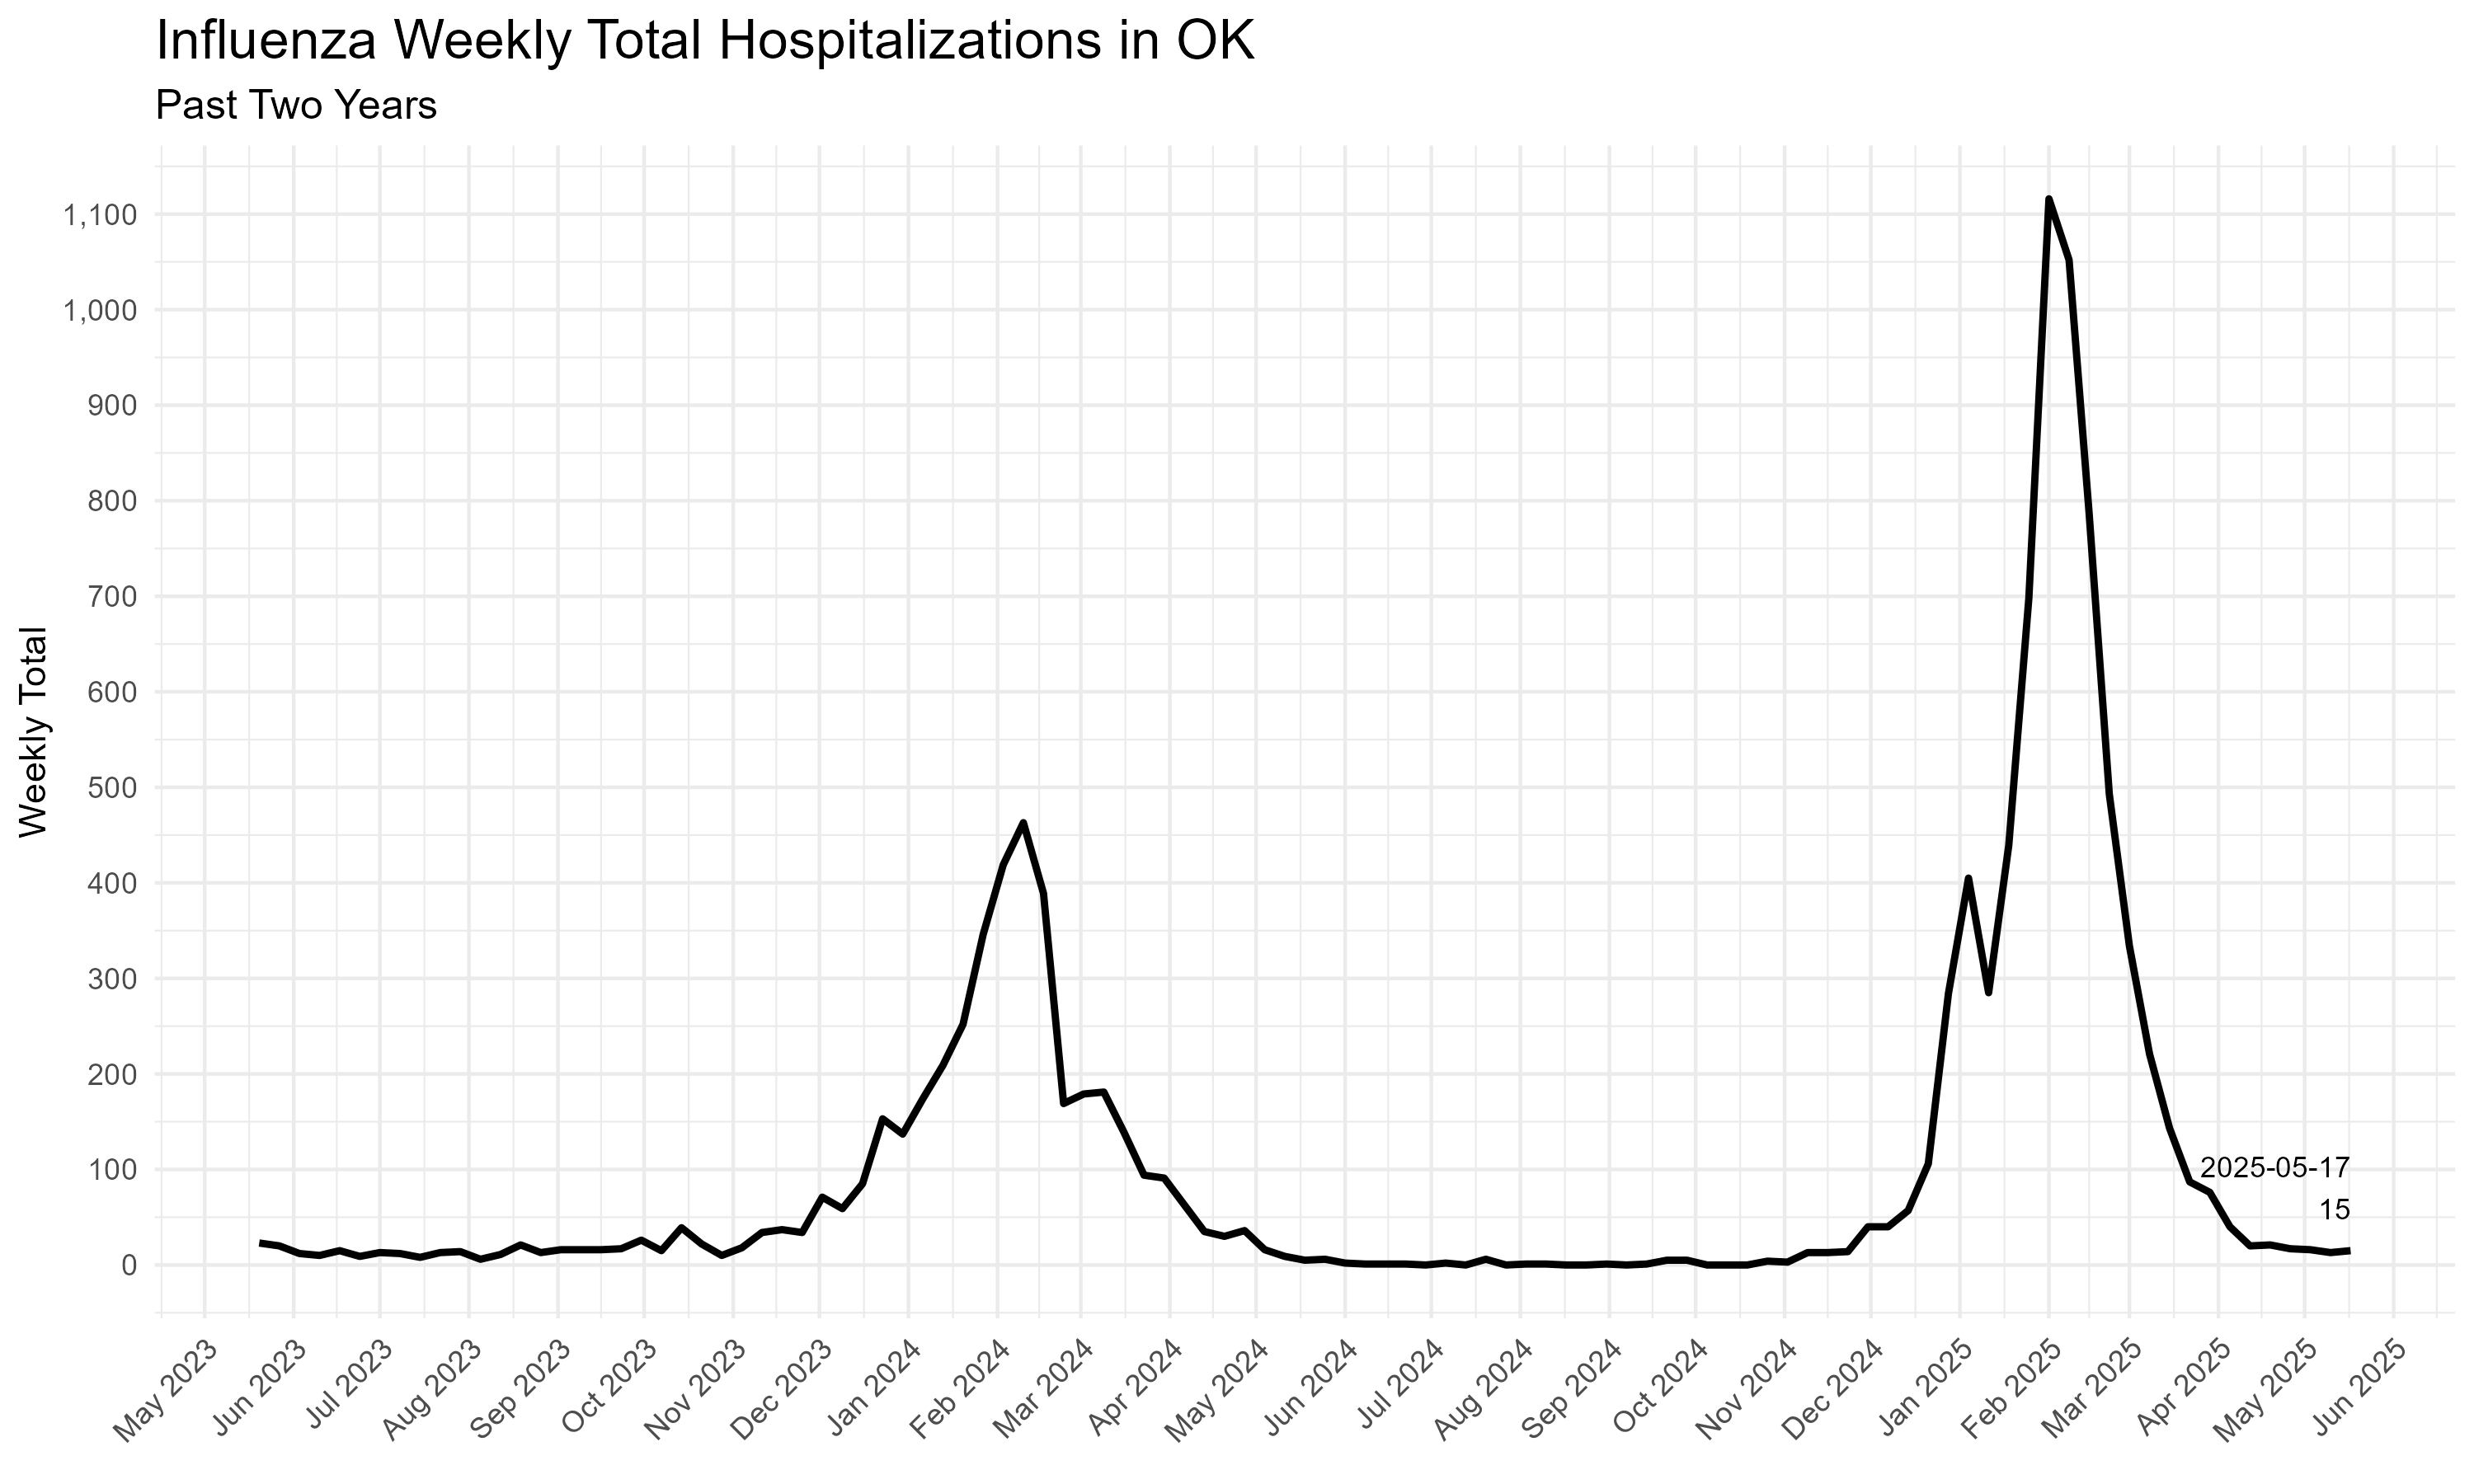 Influenza Weekly Total Hospitalizations in OK
Past Two Years
Weekly Total
1,100
1,000
900
800
700
600
500
400
300
200
100
0
2025-05-17
15
May 2023
Jun 2023
Jul 2023
Aug 2023
Sep 2023
Oct 2023
Nov 2023
Dec 2023
Jan 2024
Feb 2024
Mar 2024
Apr 2024
May 2024
Jun 2024
Jul 2024
Aug 2024
Sep 2024
Oct 2024
Nov 2024
Dec 2024
Jan 2025
Feb 2025
Mar 2025
Apr 2025
May 2025
Jun 2025